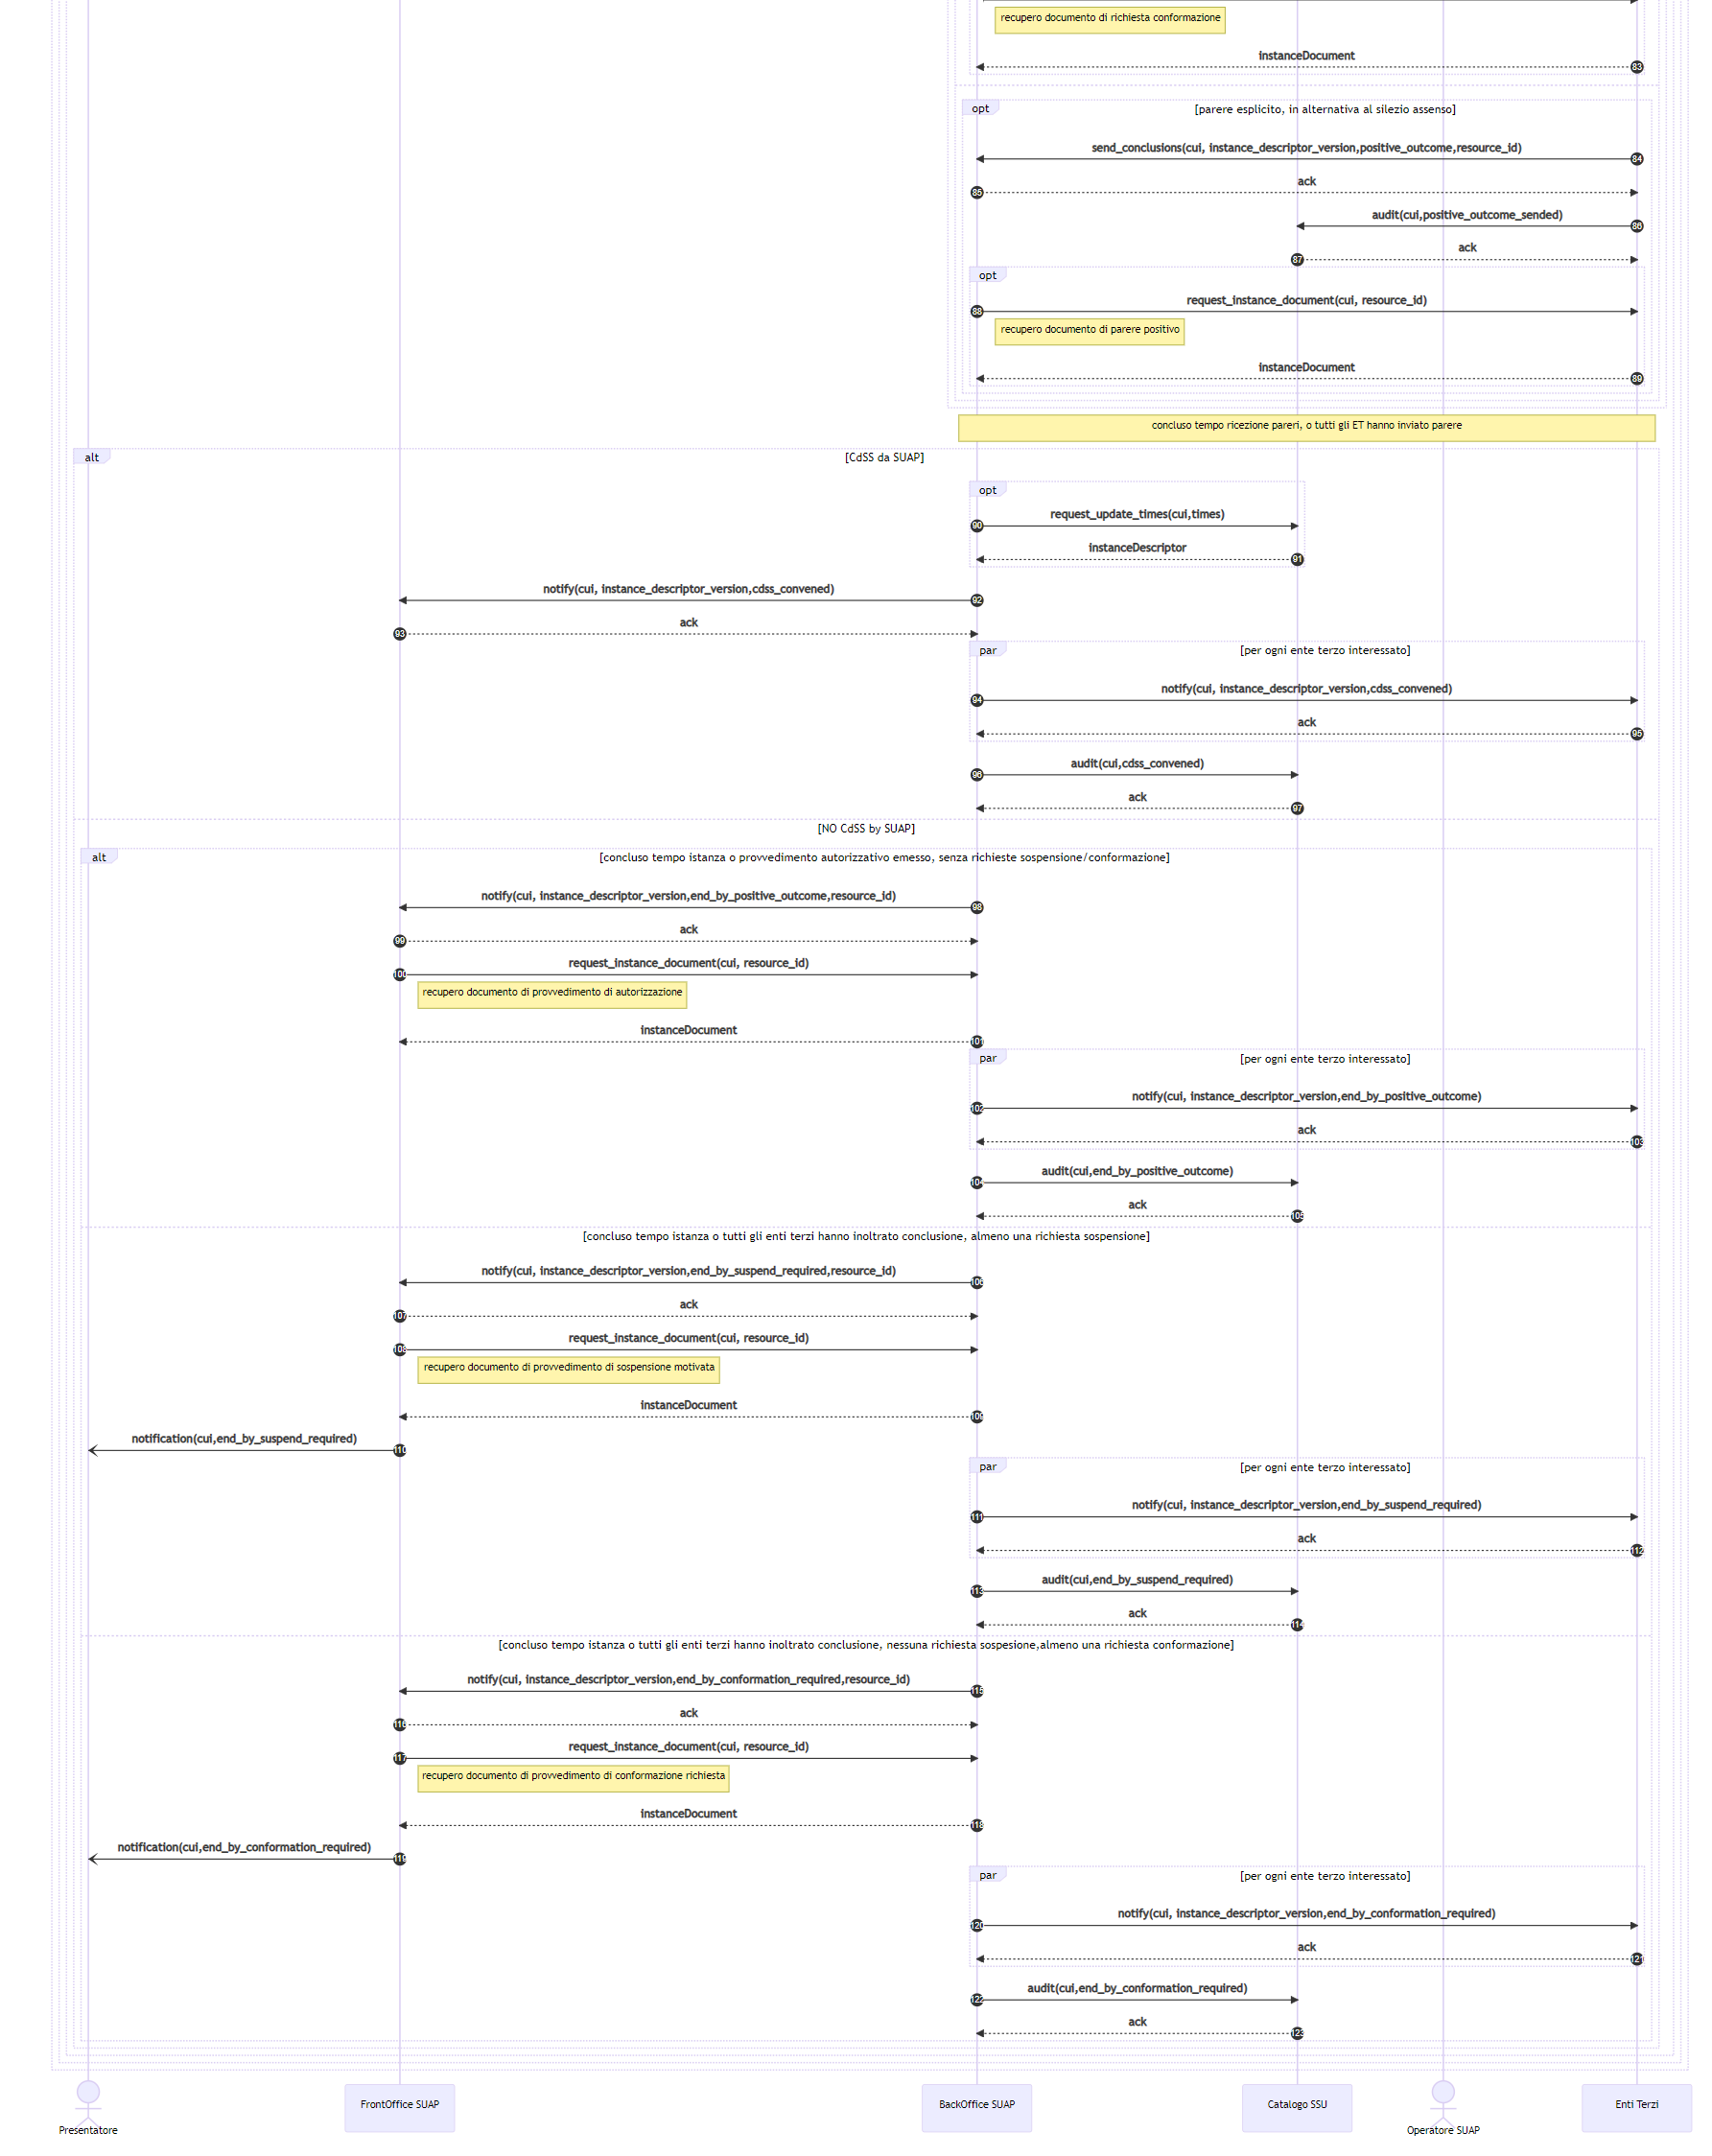 recupero documento di richiesta conformazione
instanceDocument
83
opt
[parere esplicito, in alternativa al silezio assenso]
send_conclusions(cui, instance_descriptor_version,positive_outcome,resource_id)
84
ack
85
audit(cui,positive_outcome_sended)
86
ack
87
opt
request_instance_document(cui, resource_id)
88
recupero documento di parere positivo
instanceDocument
89
concluso tempo ricezione pareri, o tutti gli ET hanno inviato parere
alt
[CdSS da SUAP]
opt
request_update_times(cui,times)
90
instanceDescriptor
91
notify(cui, instance_descriptor_version,cdss_convened)
92
ack
93
par
[per ogni ente terzo interessato]
notify(cui, instance_descriptor_version,cdss_convened)
94
ack
95
audit(cui,cdss_convened)
96
ack
97
[NO CdSS by SUAP]
alt
[concluso tempo istanza o provvedimento autorizzativo emesso, senza richieste sospensione/conformazione]
notify(cui, instance_descriptor_version,end_by_positive_outcome,resource_id)
98
ack
99
request_instance_document(cui, resource_id)
100
recupero documento di provvedimento di autorizzazione
instanceDocument
101
par
[per ogni ente terzo interessato]
notify(cui, instance_descriptor_version,end_by_positive_outcome)
102
ack
103
audit(cui,end_by_positive_outcome)
104
ack
105
[concluso tempo istanza o tutti gli enti terzi hanno inoltrato conclusione, almeno una richiesta sospensione]
notify(cui, instance_descriptor_version,end_by_suspend_required,resource_id)
106
ack
107
request_instance_document(cui, resource_id)
108
recupero documento di provvedimento di sospensione motivata
instanceDocument
109
notification(cui,end_by_suspend_required)
110
par
[per ogni ente terzo interessato]
notify(cui, instance_descriptor_version,end_by_suspend_required)
111
ack
112
audit(cui,end_by_suspend_required)
113
ack
114
[concluso tempo istanza o tutti gli enti terzi hanno inoltrato conclusione, nessuna richiesta sospesione,almeno una richiesta conformazione]
notify(cui, instance_descriptor_version,end_by_conformation_required,resource_id)
115
ack
116
request_instance_document(cui, resource_id)
117
recupero documento di provvedimento di conformazione richiesta
instanceDocument
118
notification(cui,end_by_conformation_required)
119
par
[per ogni ente terzo interessato]
notify(cui, instance_descriptor_version,end_by_conformation_required)
120
ack
121
audit(cui,end_by_conformation_required)
122
ack
123
Presentatore
FrontOffice SUAP
BackOffice SUAP
Catalogo SSU
Operatore SUAP
Enti Terzi